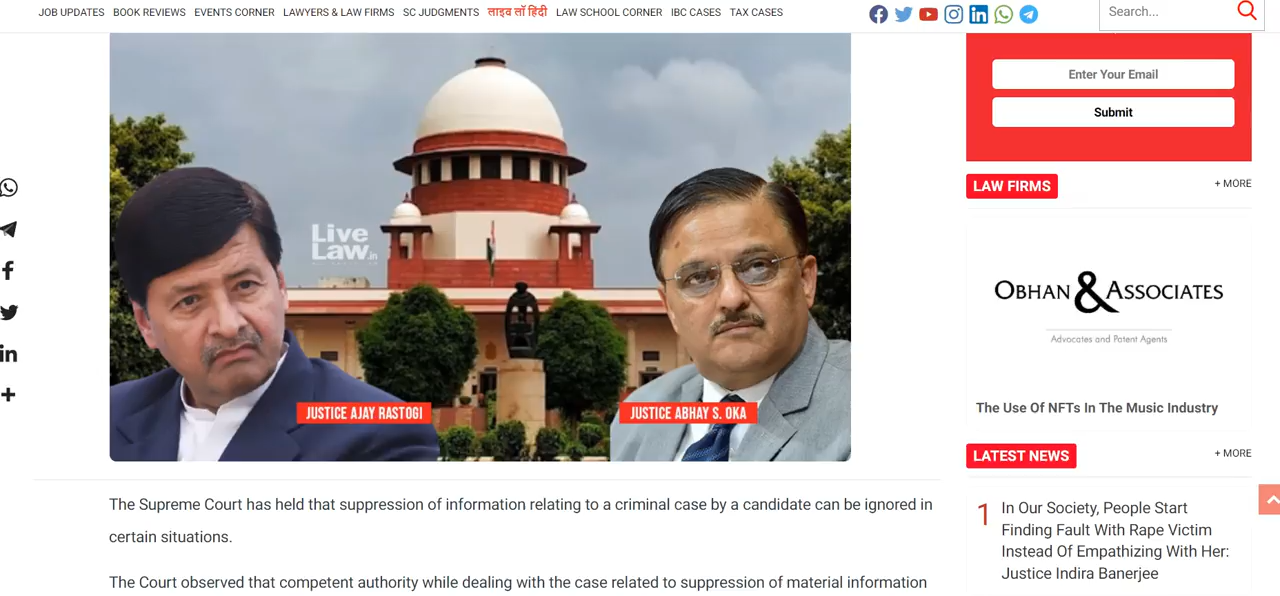 JOB UPDATES BOOK REVIEWS EVENTS CORNER LAWYERS & LAW FIRMS SC JUDGMENTS लाइव लॉ हिंदी LAW SCHOOL CORNER IBC CASES TAX CASES
Search...
Live
Law.in
JUSTICE AJAY RASTOGI
JUSTICE ABHAY S. OKA
The Supreme Court has held that suppression of information relating to a criminal case by a candidate can be ignored in
certain situations.
The Court observed that competent authority while dealing with the case related to suppression of material information
Enter Your Email
Submit
LAW FIRMS
+ MORE
OBHAN & ASSOCIATES
Advocates and Patent Agents
The Use Of NFTs In The Music Industry
LATEST NEWS
+ MORE
1
In Our Society, People Start
Finding Fault With Rape Victim
Instead Of Empathizing With Her:
Justice Indira Banerjee